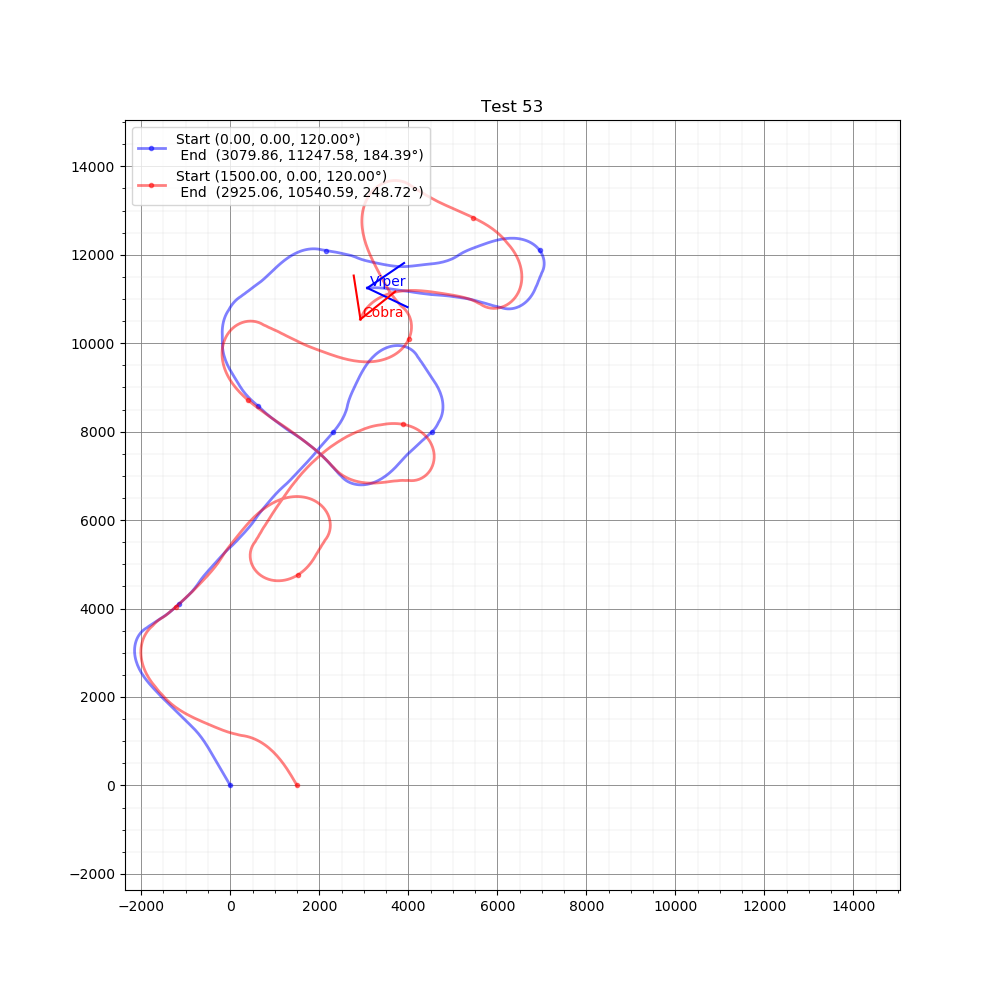 Test 53
Start (0.00, 0.00, 120.00°)
End (3079.86, 11247.58, 184.39°)
Start (1500.00, 0.00, 120.00°)
End (2925.06, 10540.59, 248.72°)
14000
12000
10000
8000
6000
4000
2000
0
−2000
Viper
Cobra
−2000 0 2000 4000 6000 8000 10000 12000 14000